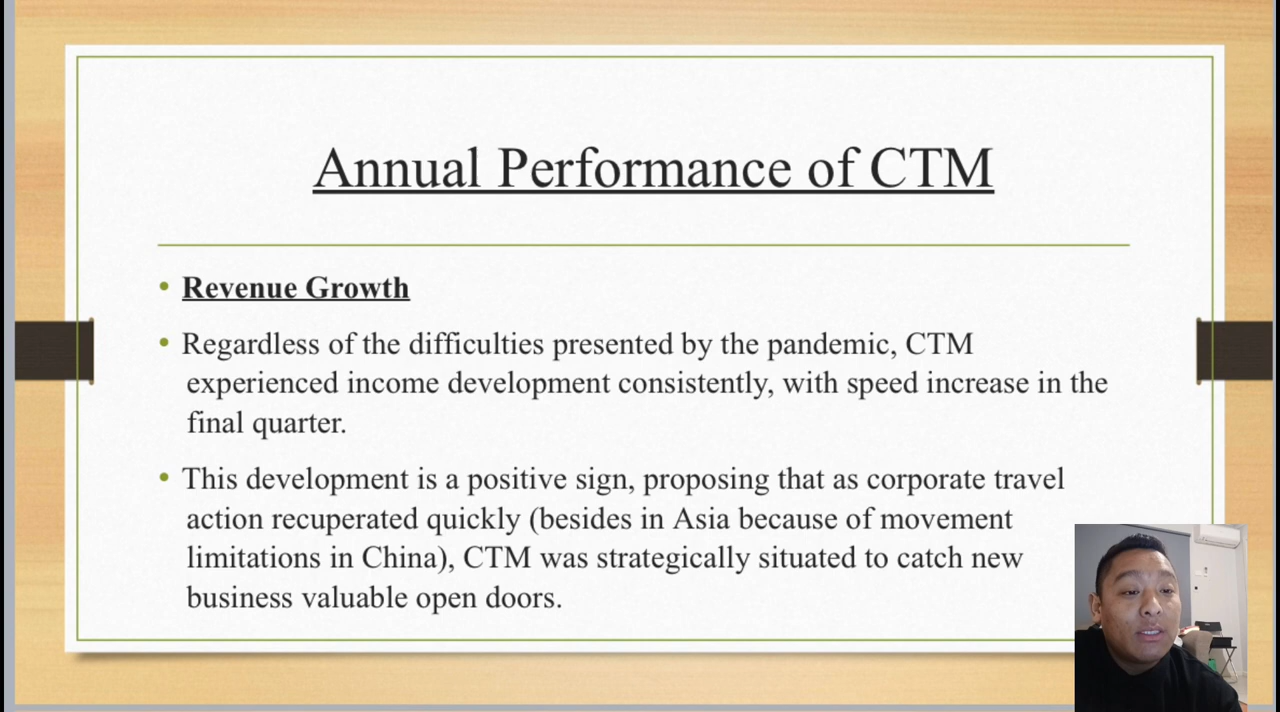 Annual Performance of CTM
• Revenue Growth
• Regardless of the difficulties presented by the pandemic, CTM
experienced income development consistently, with speed increase in the
final quarter.
• This development is a positive sign, proposing that as corporate travel
action recuperated quickly (besides in Asia because of movement
limitations in China), CTM was strategically situated to catch new
business valuable open doors.